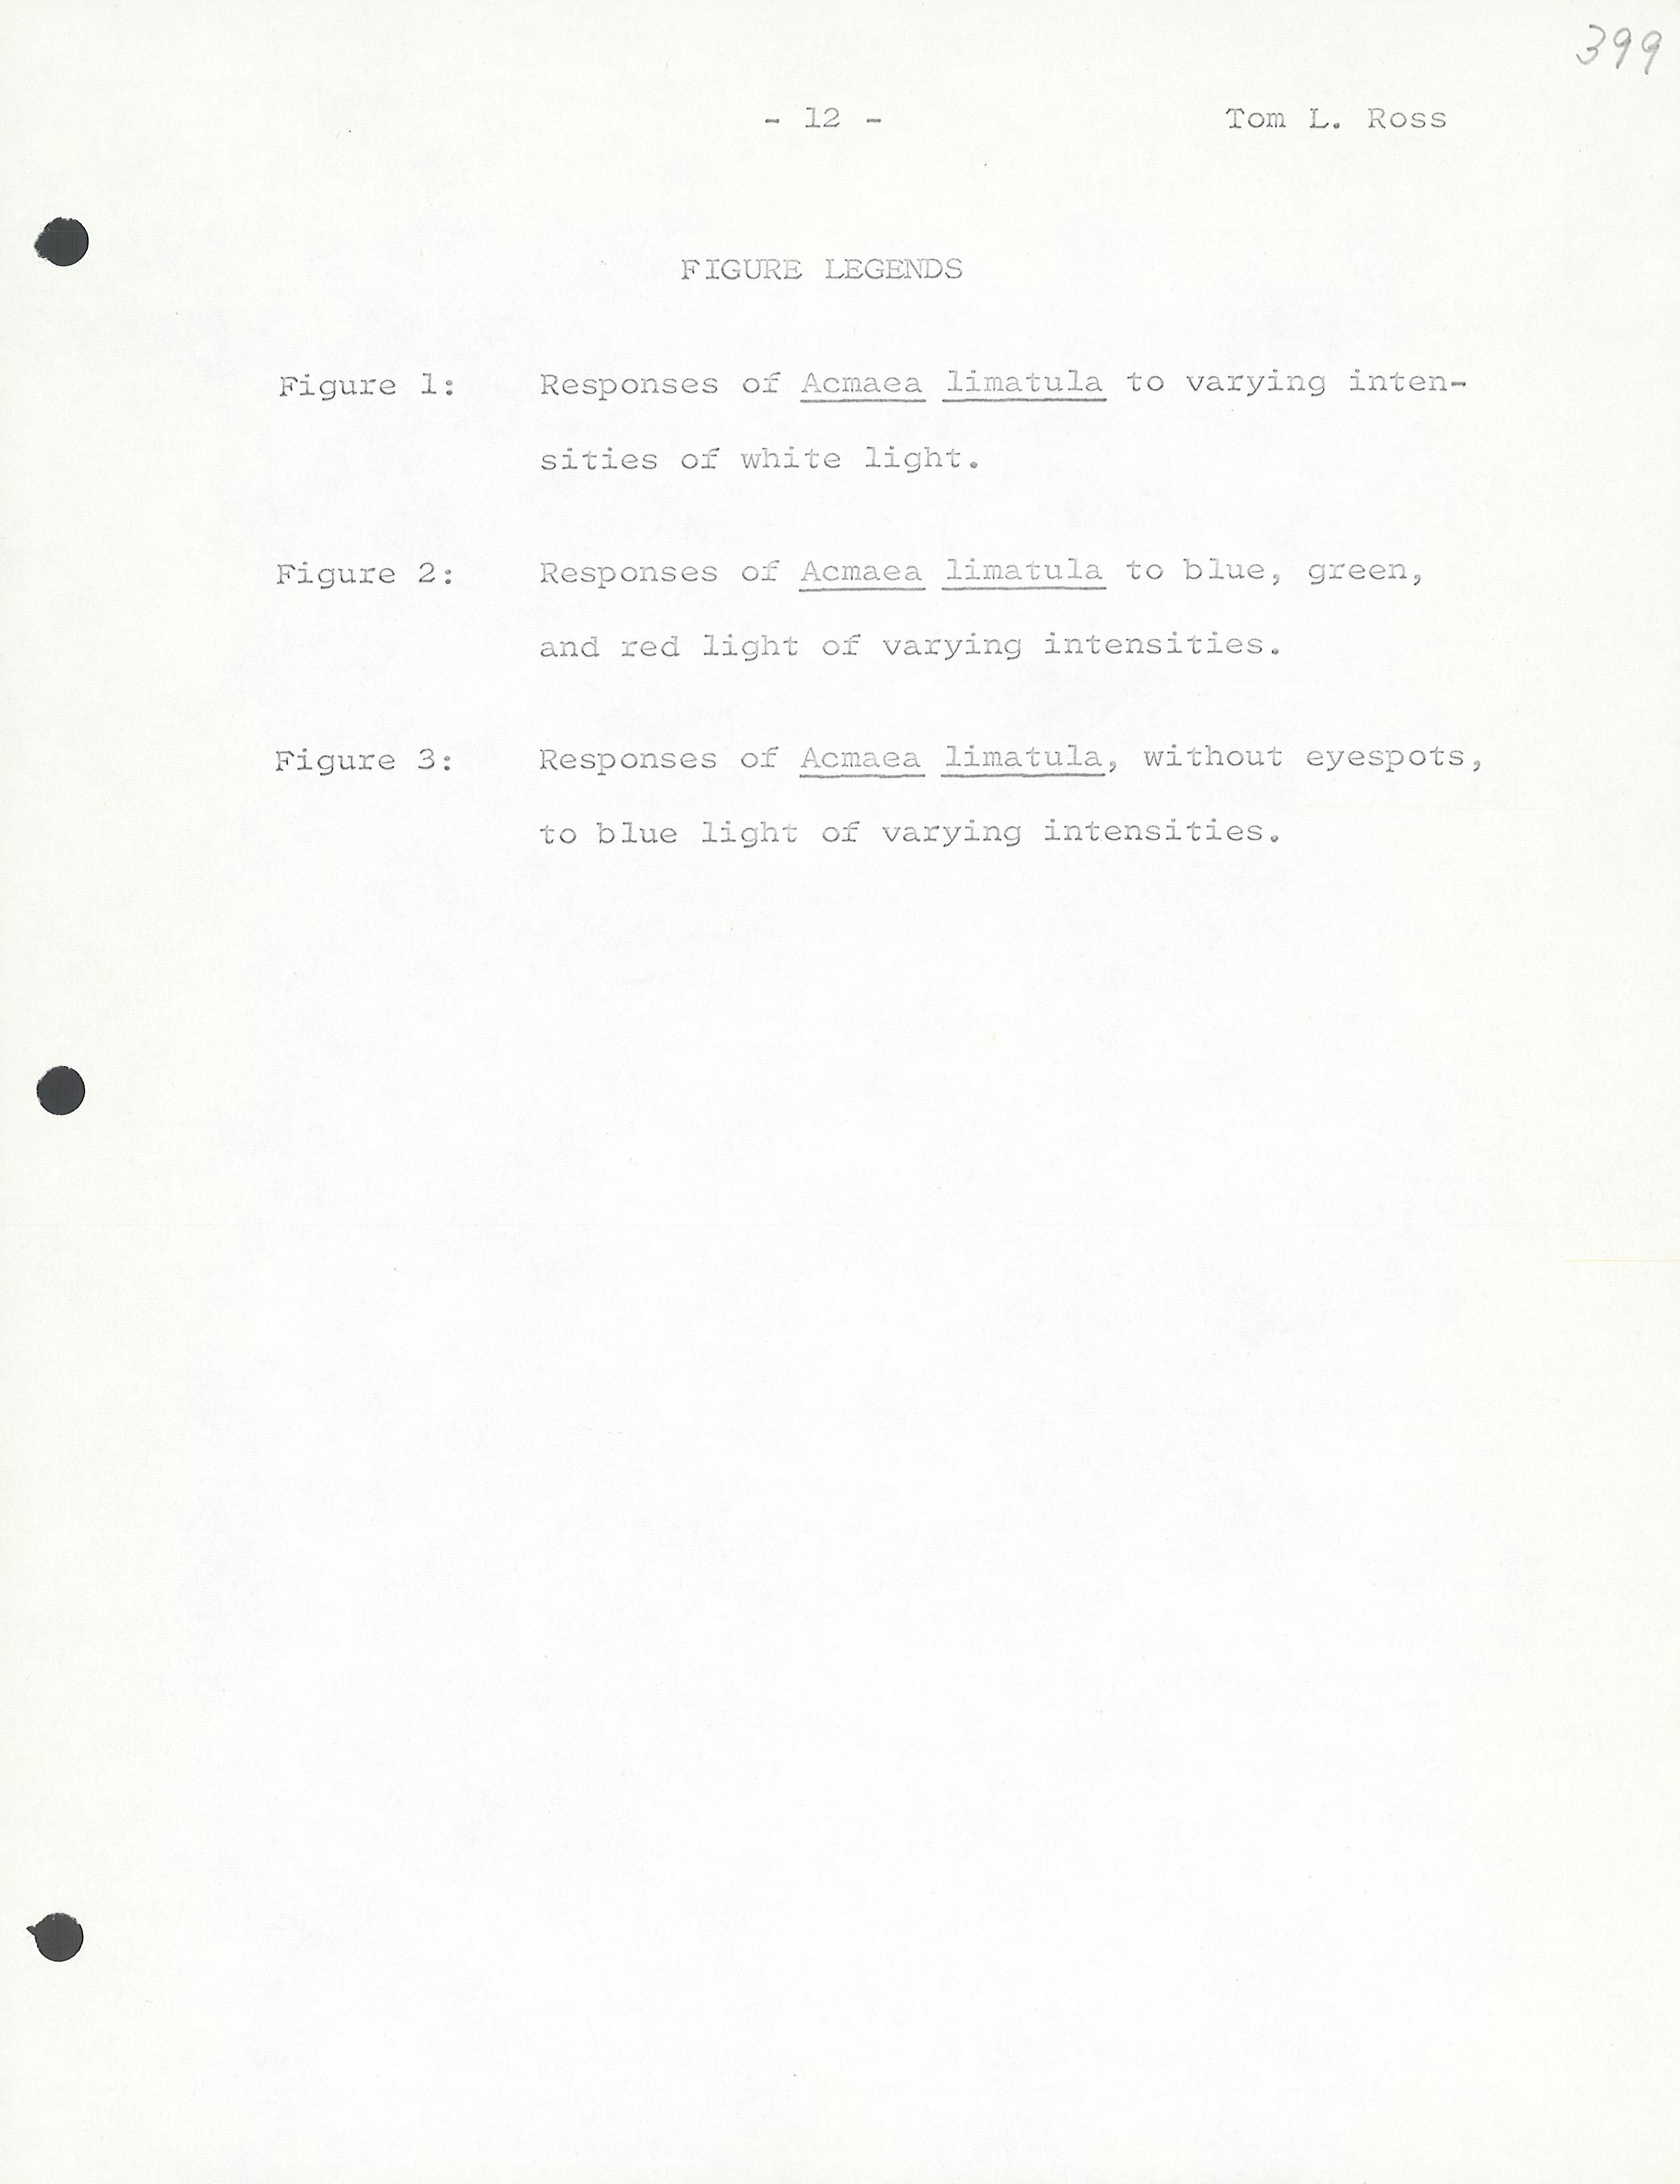 399
- 12 - Tom L. Ross
FIGURE LEGENDS
Figure 1: Responses of Acmaea limatula to varying inten-
sities of white light.
Figure 2: Responses of Acmaea limatula to blue, green,
and red light of varying intensities.
Figure 3: Responses of Acmaea limatula, without eyespots,
to blue light of varying intensities.